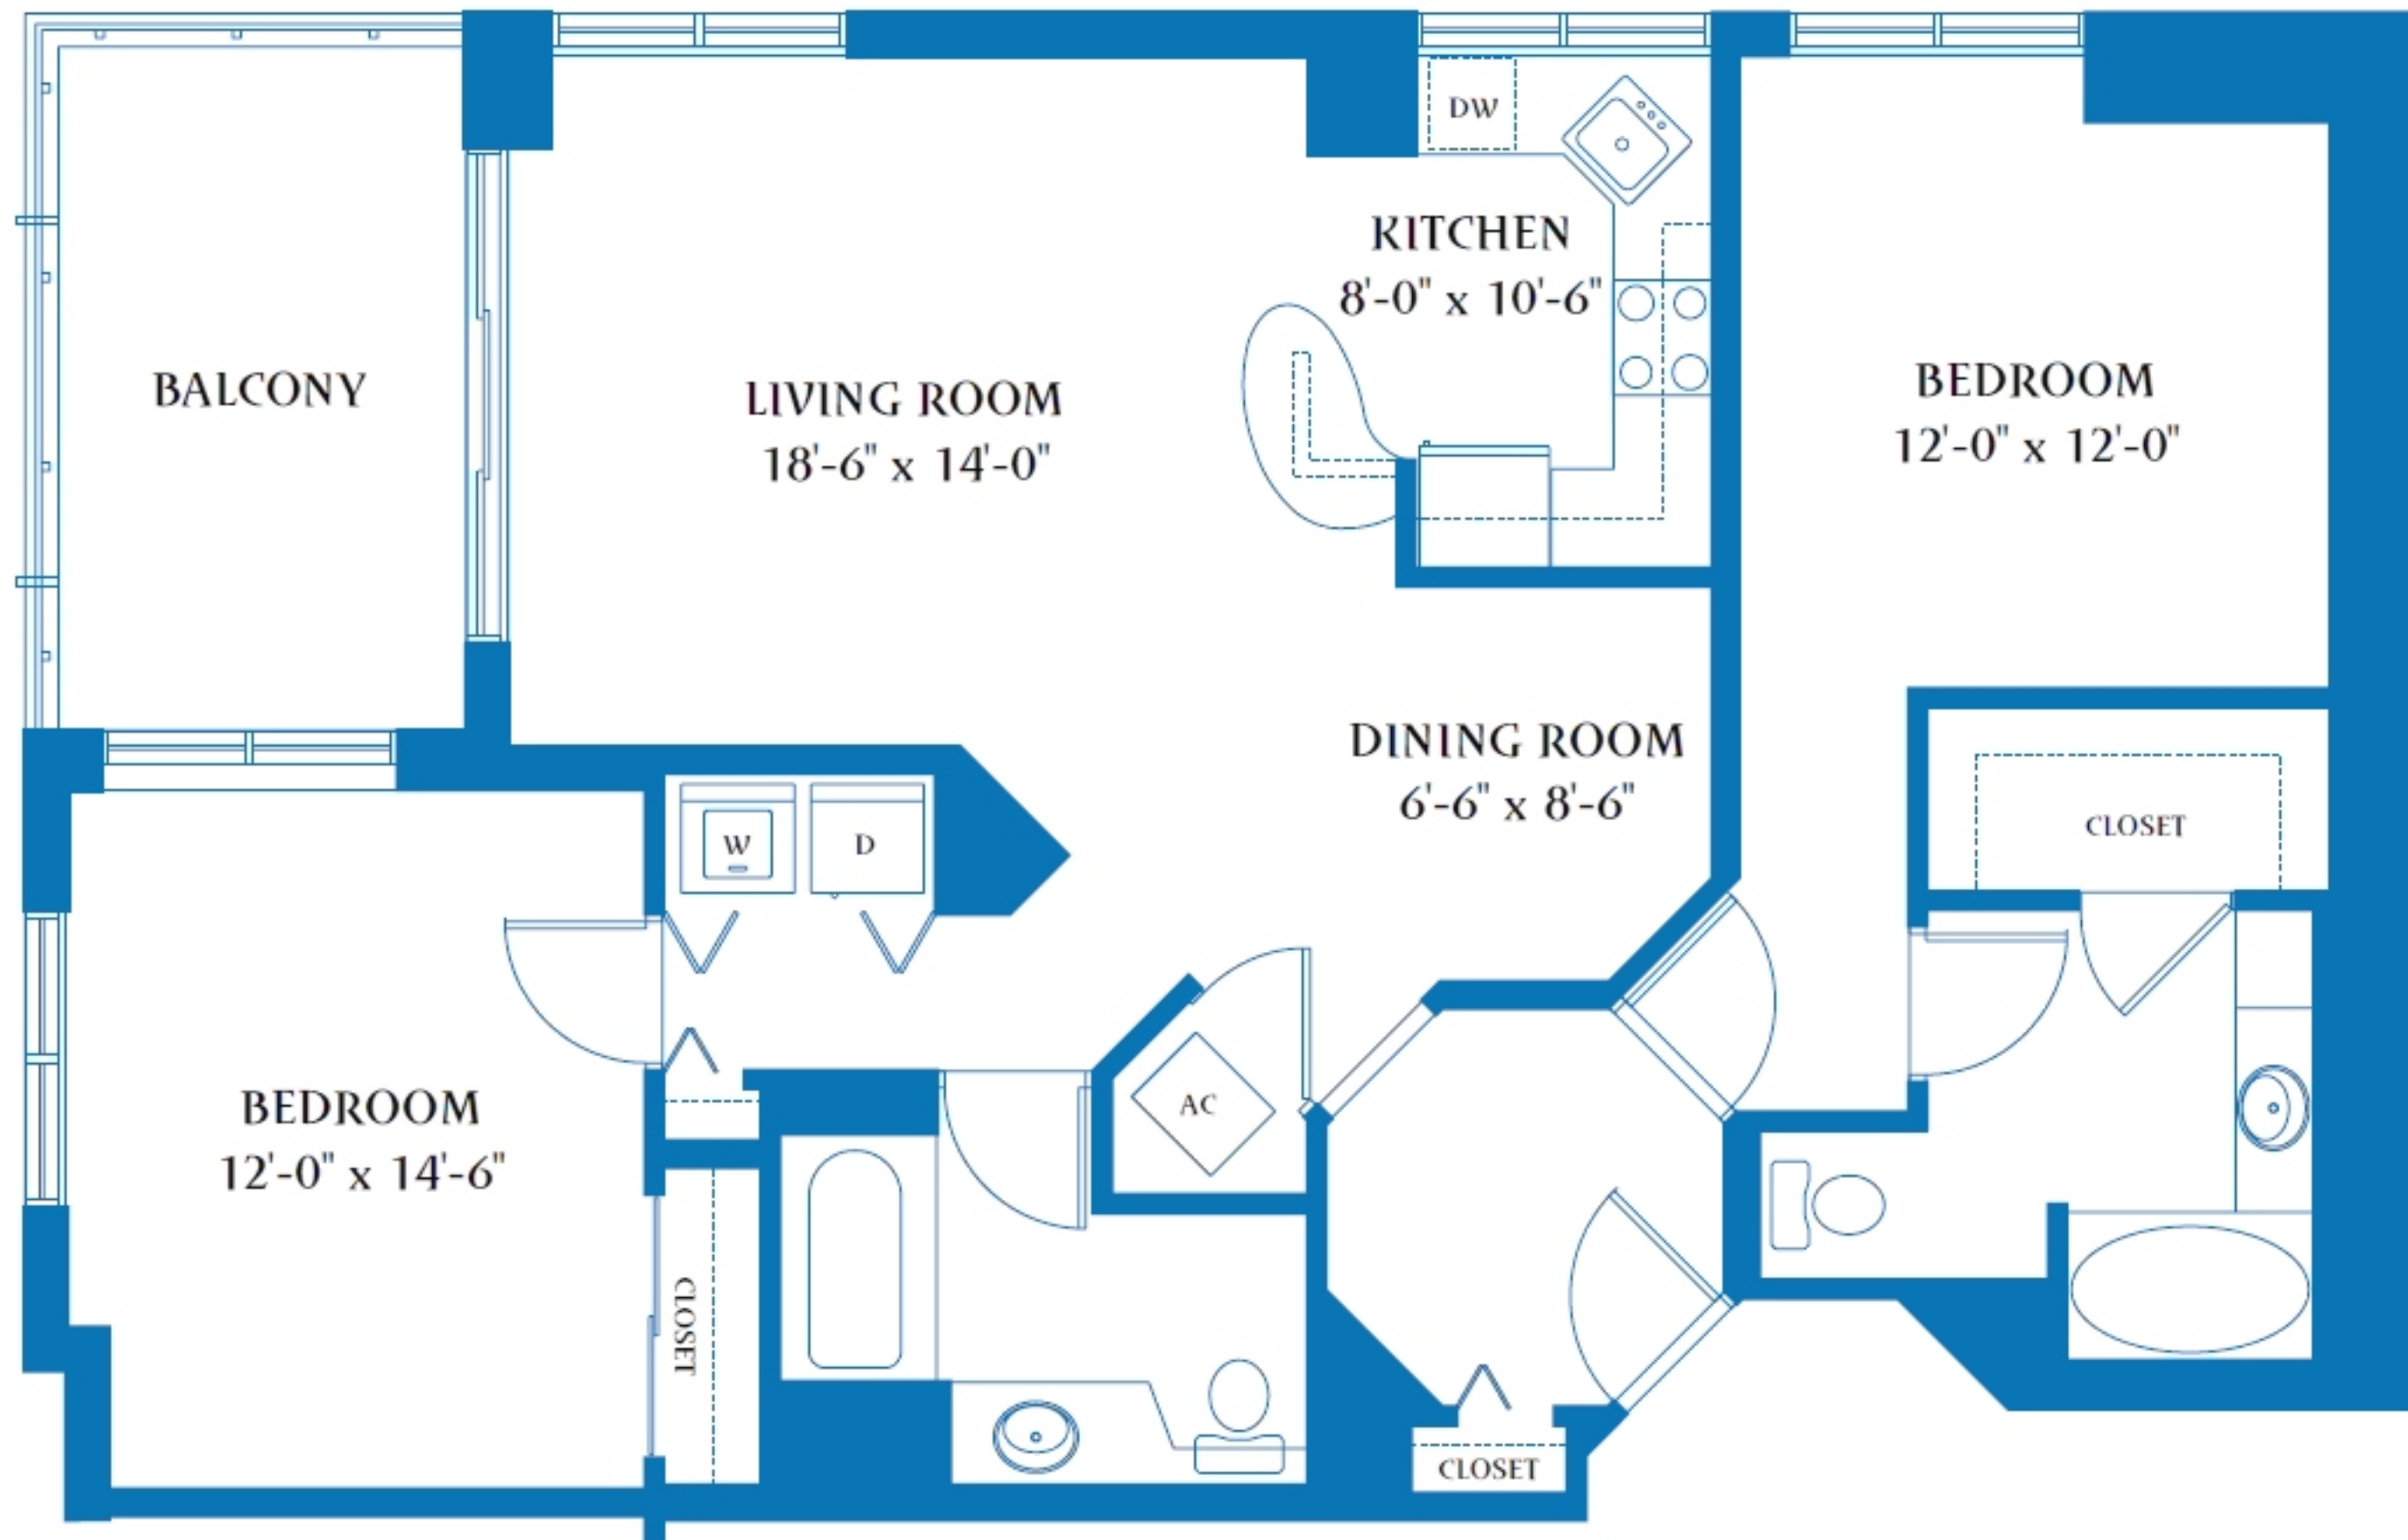 DW
KITCHEN
8'-0" x 10'-6"
BALCONY
LIVING ROOM
18'-6" x 14'-0"
BEDROOM
12'-0" x 12'-0"
DINING ROOM
6'-6" x 8'-6"
CLOSET
W
D
AC
BEDROOM
12'-0" x 14'-6"
CLOSET
CLOSET